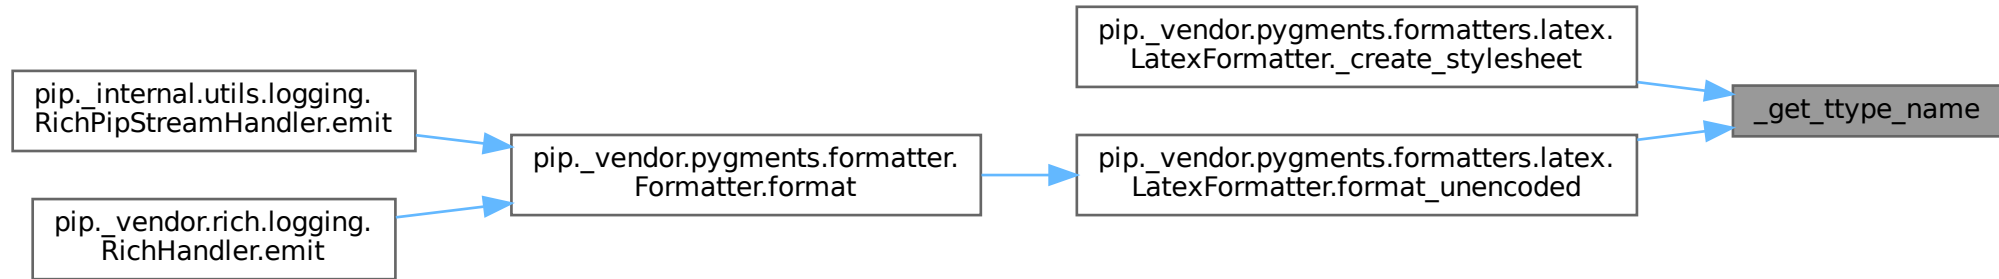 pip._internal.utils.logging.
RichPipStreamHandler.emit
pip._vendor.rich.logging.
RichHandler.emit
pip._vendor.pygments.formatter.
Formatter.format
pip._vendor.pygments.formatters.latex.
LatexFormatter._create_stylesheet
pip._vendor.pygments.formatters.latex.
LatexFormatter.format_unencoded
_get_ttype_name